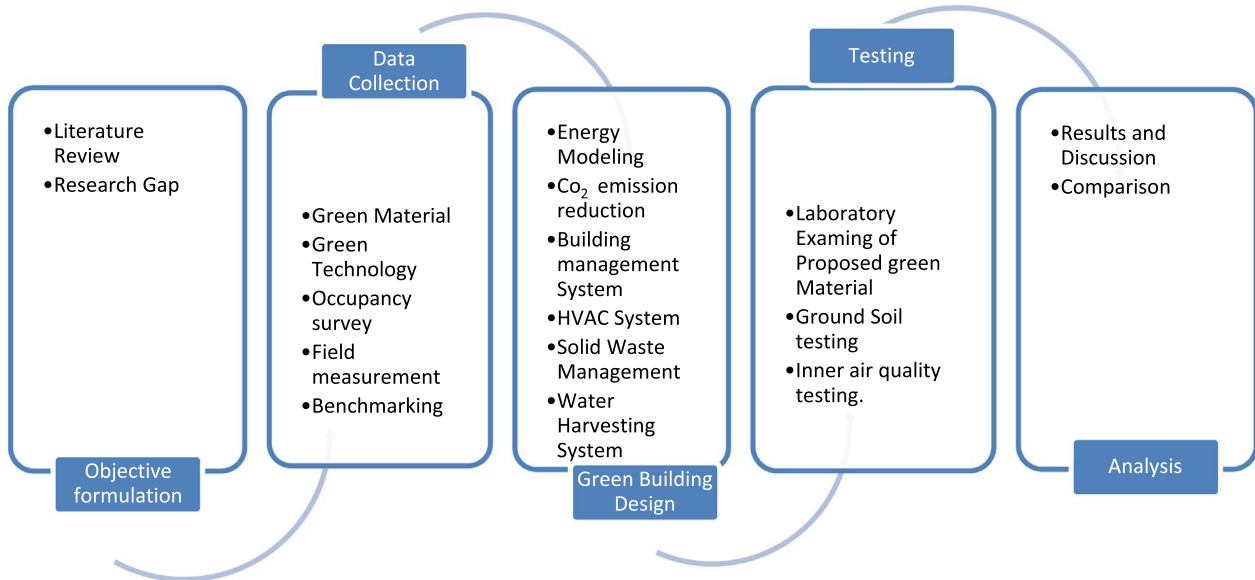 •Literature
Review
•Research Gap
Objective
formulation
Data
Collection
•Green Material
•Green
Technology
•Occupancy
survey
•Field
measurement
•Benchmarking
•Energy
Modeling
•Co₂ emission
reduction
•Building
management
System
•HVAC System
•Solid Waste
Management
•Water
Harvesting
System
Green Building
Design
Testing
•Laboratory
Examing of
Proposed green
Material
•Ground Soil
testing
•Inner air quality
testing.
•Results and
Discussion
•Comparison
Analysis